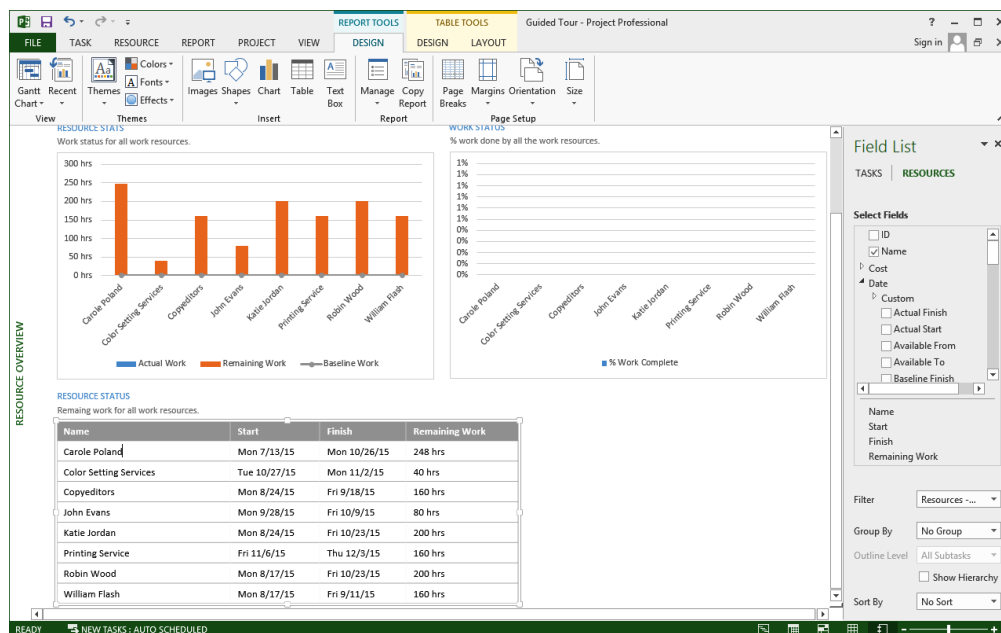 REPORT TOOLS TABLE TOOLS Guided Tour - Project Professional ?
FILE TASK RESOURCE REPORT PROJECT VIEW DESIGN DESIGN LAYOUT Sign in
Gantt Chart Recent Themes Colors Fonts Effects Images Shapes Chart Table Text Box Manage Copy Report Page Breaks Margins Orientation Size
View Themes Insert Report Page Setup
RESOURCE OVERVIEW
RESOURCE STATS
Work status for all work resources.
300 hrs
250 hrs
200 hrs
150 hrs
100 hrs
50 hrs
0 hrs
Carole Poland Color Setting Services Copyeditors John Evans Katie Jordan Printing Service Robin Wood William Flash
Actual Work Remaining Work Baseline Work
WORK STATUS
% work done by all the work resources.
1%
1%
1%
1%
1%
1%
0%
0%
0%
0%
0%
Carole Poland Color Setting Services Copyeditors John Evans Katie Jordan Printing Service Robin Wood William Flash
% Work Complete
RESOURCE STATUS
Remaing work for all work resources.
Name Start Finish Remaining Work
Carole Poland Mon 7/13/15 Mon 10/26/15 248 hrs
Color Setting Services Tue 10/27/15 Mon 11/2/15 40 hrs
Copyeditors Mon 8/24/15 Fri 9/18/15 160 hrs
John Evans Mon 9/28/15 Fri 10/9/15 80 hrs
Katie Jordan Mon 8/24/15 Fri 10/23/15 200 hrs
Printing Service Fri 11/6/15 Thu 12/3/15 160 hrs
Robin Wood Mon 8/17/15 Fri 10/23/15 200 hrs
William Flash Mon 8/17/15 Fri 9/11/15 160 hrs
Field List
TASKS RESOURCES
Select Fields
ID
Name
Cost
Date
Custom
Actual Finish
Actual Start
Available From
Available To
Baseline Finish
Name
Start
Finish
Remaining Work
Filter Resources -...
Group By No Group
Outline Level All Subtasks
Show Hierarchy
Sort By No Sort
READY NEW TASKS : AUTO SCHEDULED